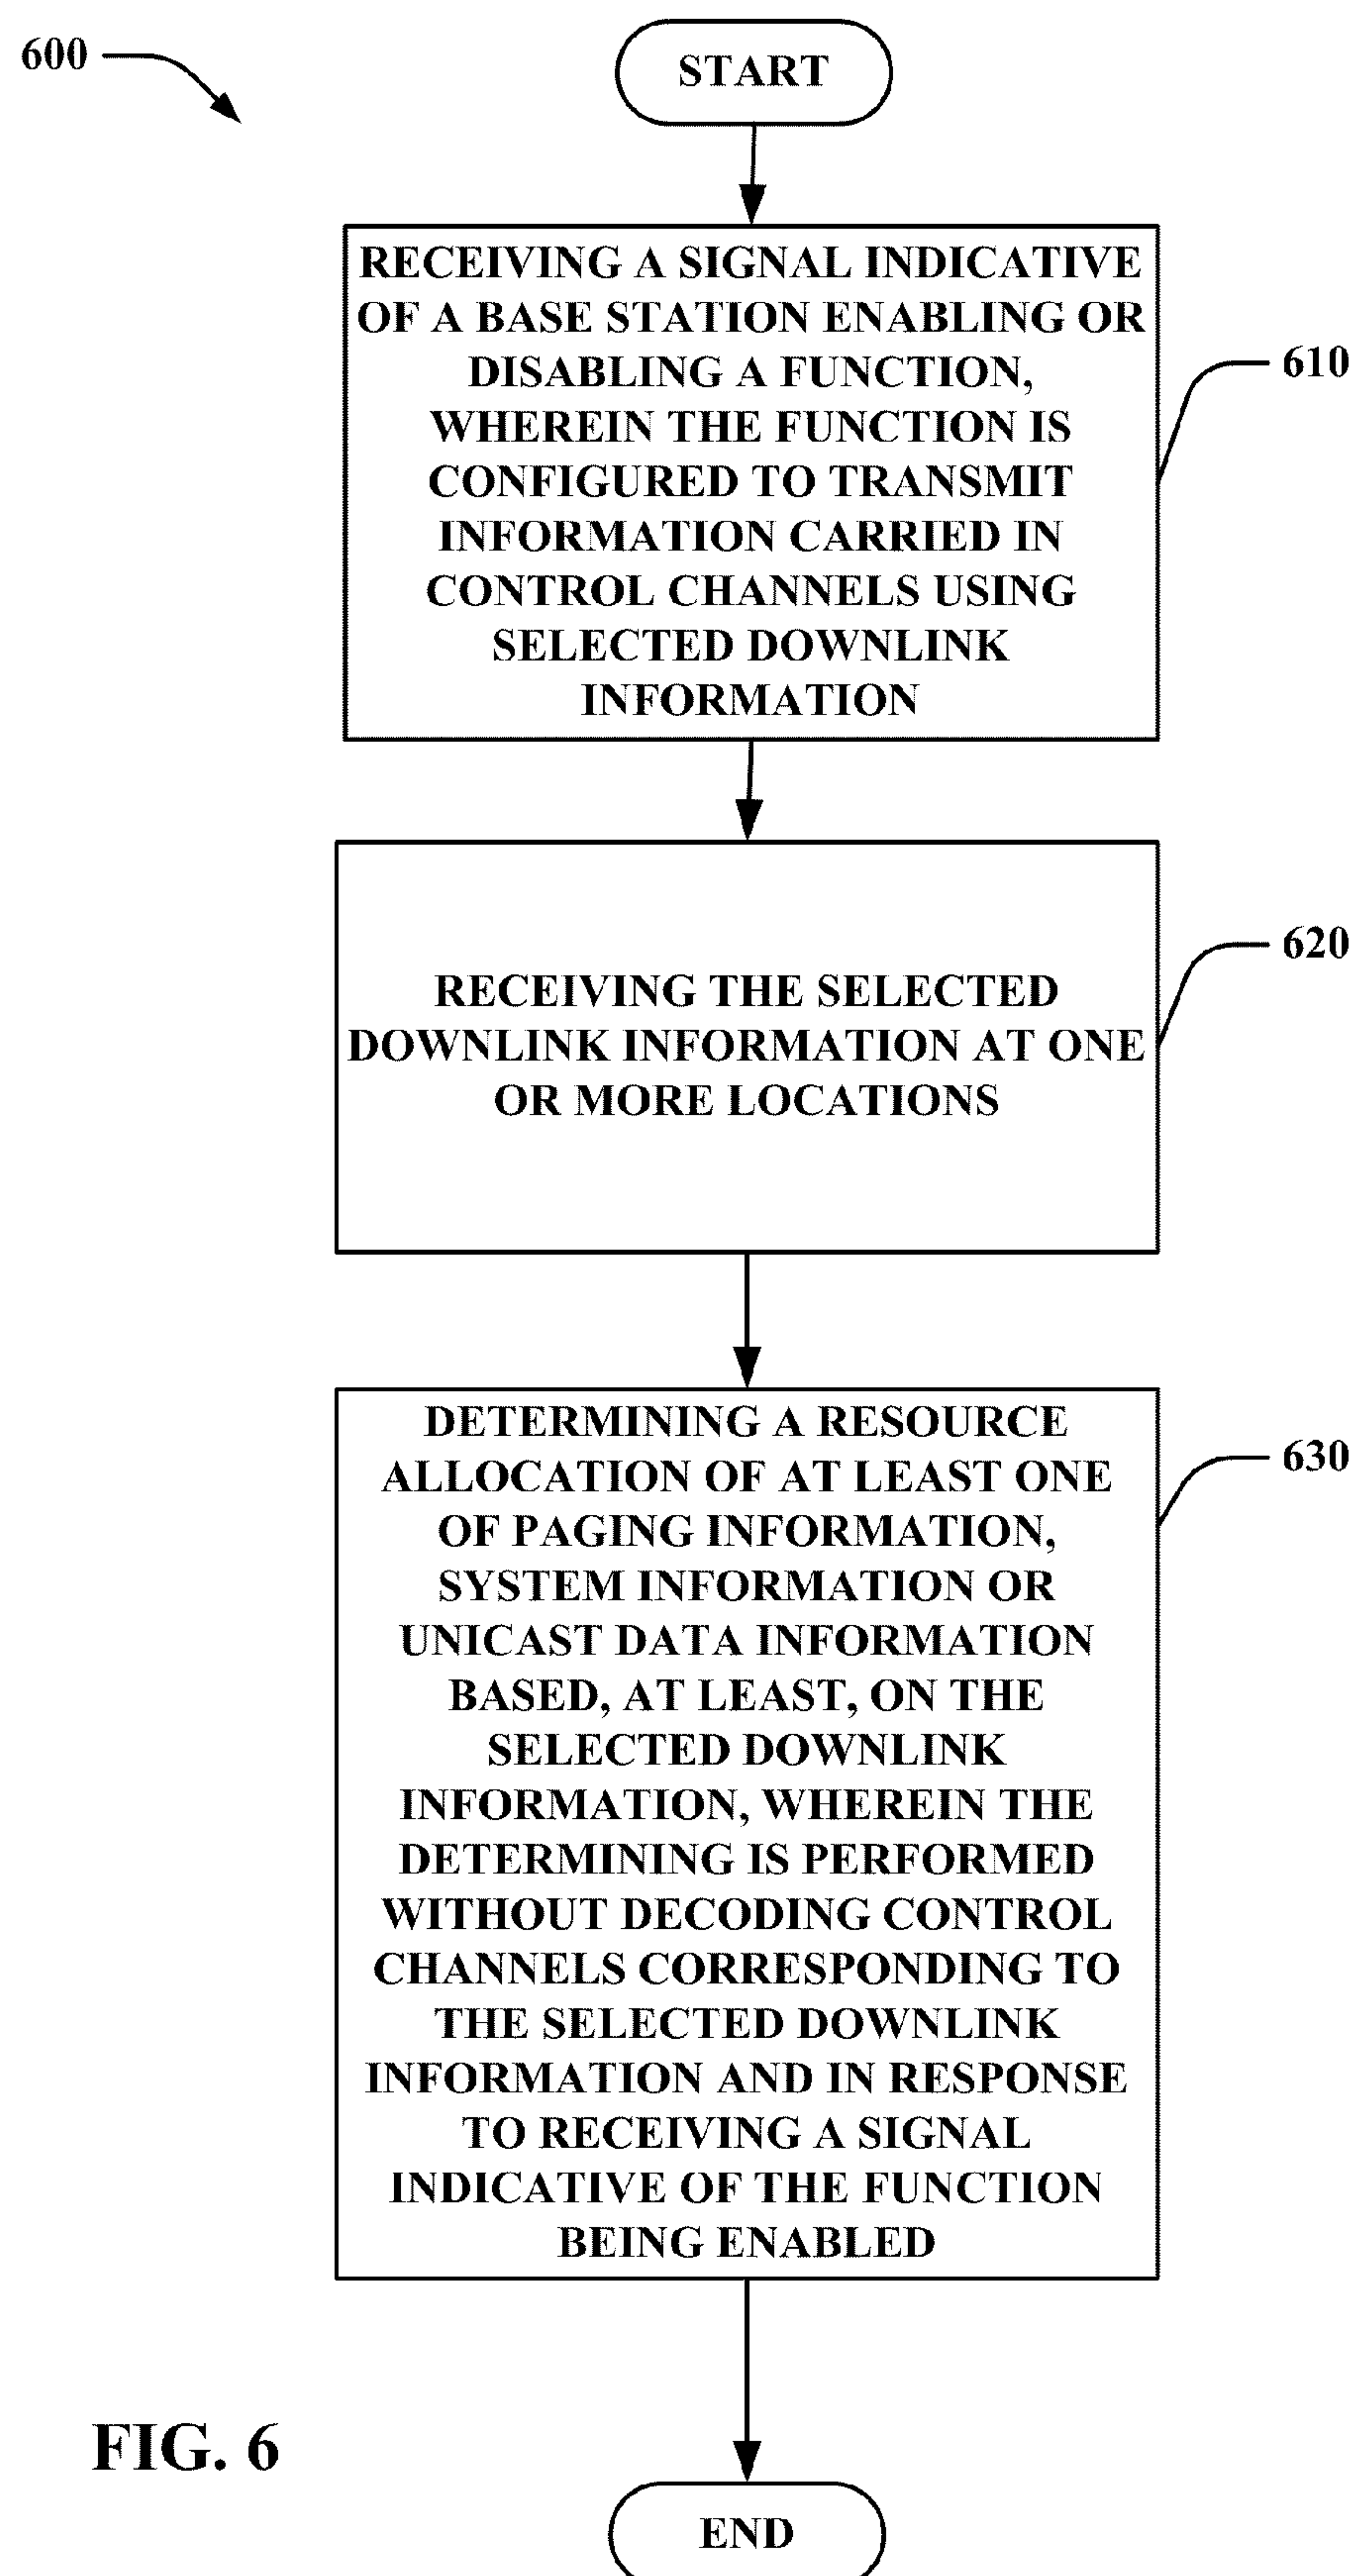 600
START
RECEIVING A SIGNAL INDICATIVE
OF A BASE STATION ENABLING OR
DISABLING A FUNCTION,
WHEREIN THE FUNCTION IS
CONFIGURED TO TRANSMIT
INFORMATION CARRIED IN
CONTROL CHANNELS USING
SELECTED DOWNLINK
INFORMATION
610
RECEIVING THE SELECTED
DOWNLINK INFORMATION AT ONE
OR MORE LOCATIONS
620
DETERMINING A RESOURCE
ALLOCATION OF AT LEAST ONE
OF PAGING INFORMATION,
SYSTEM INFORMATION OR
UNICAST DATA INFORMATION
BASED, AT LEAST, ON THE
SELECTED DOWNLINK
INFORMATION, WHEREIN THE
DETERMINING IS PERFORMED
WITHOUT DECODING CONTROL
CHANNELS CORRESPONDING TO
THE SELECTED DOWNLINK
INFORMATION AND IN RESPONSE
TO RECEIVING A SIGNAL
INDICATIVE OF THE FUNCTION
BEING ENABLED
630
FIG. 6
END